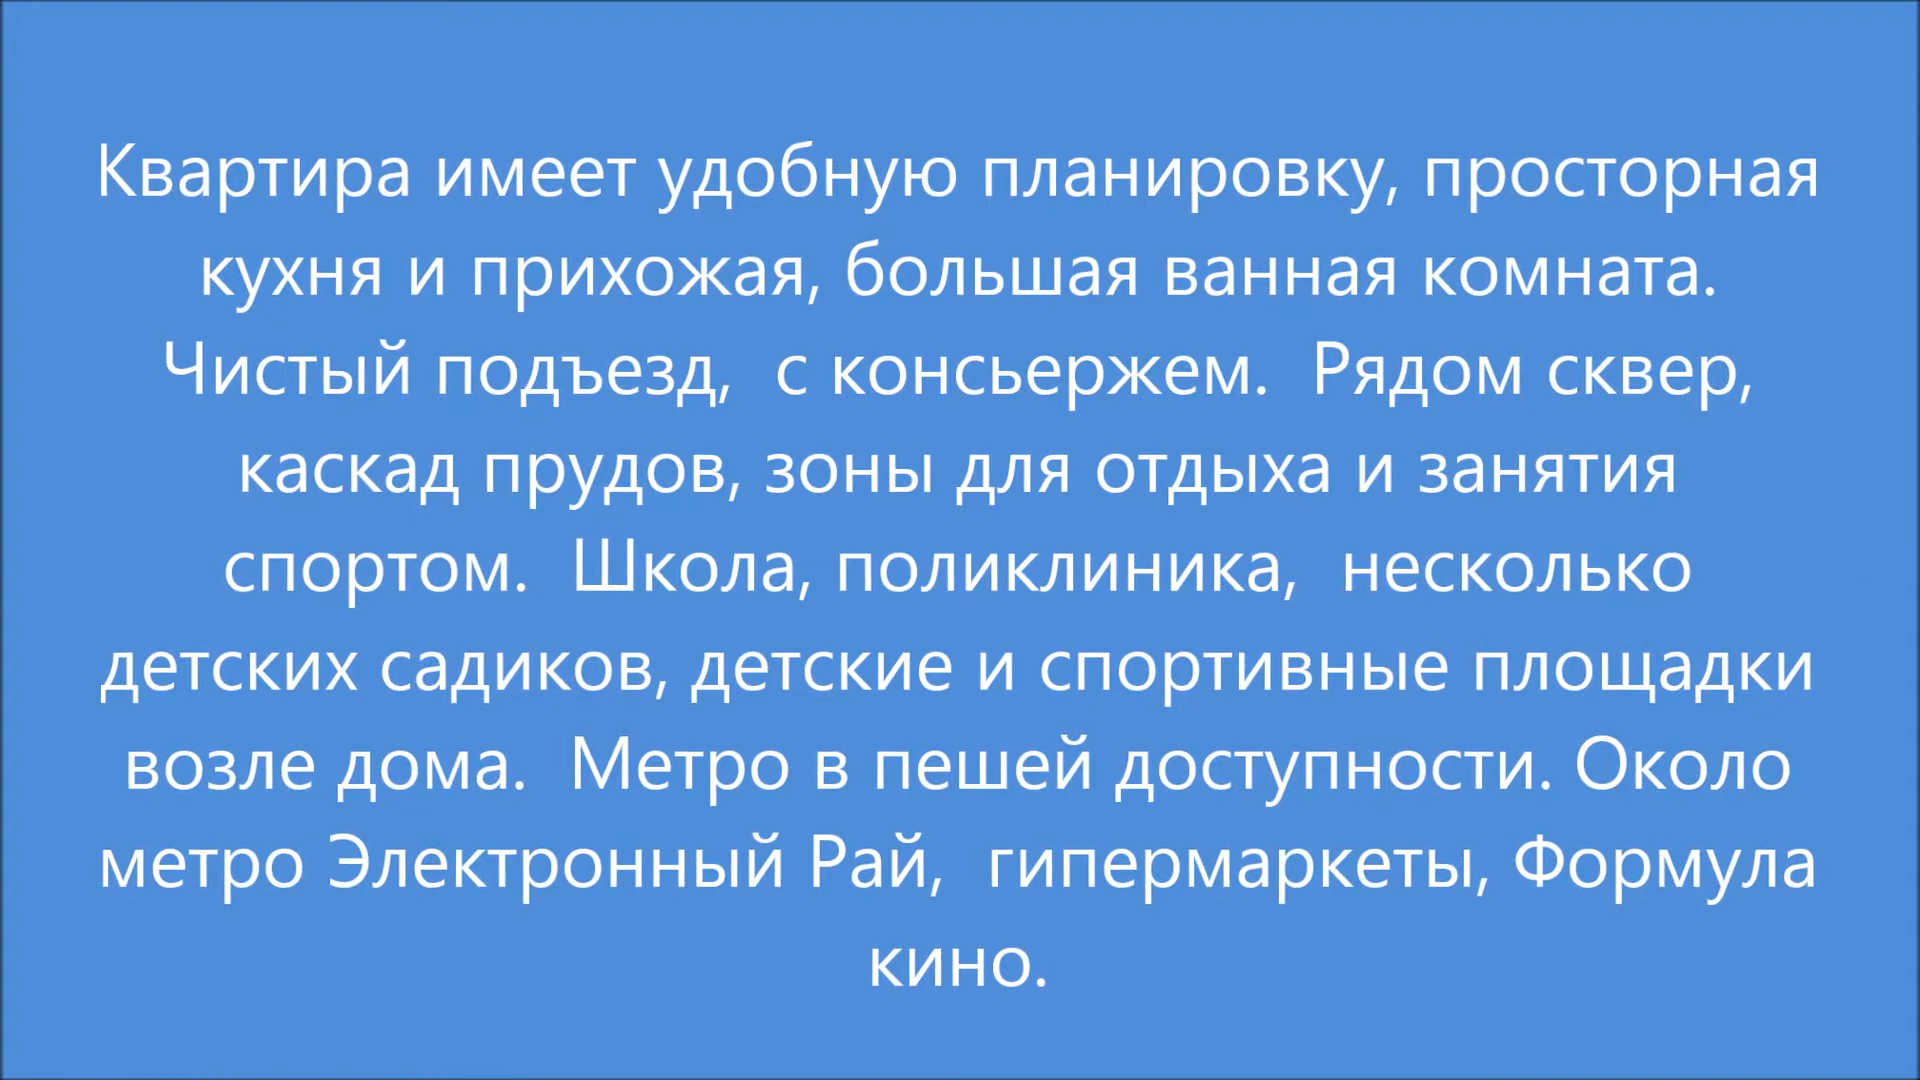 Квартира имеет удобную планировку, просторная
кухня и прихожая, большая ванная комната.
Чистый подъезд,  с консьержем.  Рядом сквер,
каскад прудов, зоны для отдыха и занятия
спортом.  Школа, поликлиника,  несколько
детских садиков, детские и спортивные площадки
возле дома.  Метро в пешей доступности. Около
метро Электронный Рай,  гипермаркеты, Формула
кино.